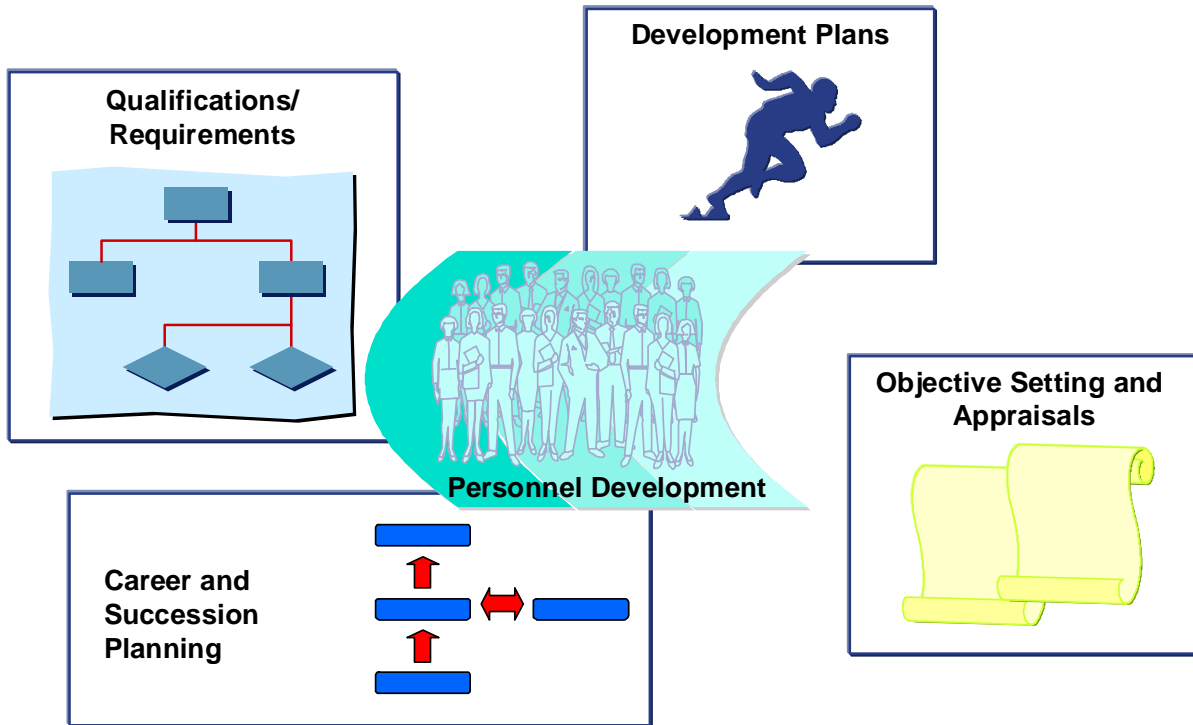 Development Plans
Qualifications/
Requirements
Objective Setting and
Appraisals
Personnel Development
Career and
Succession
Planning